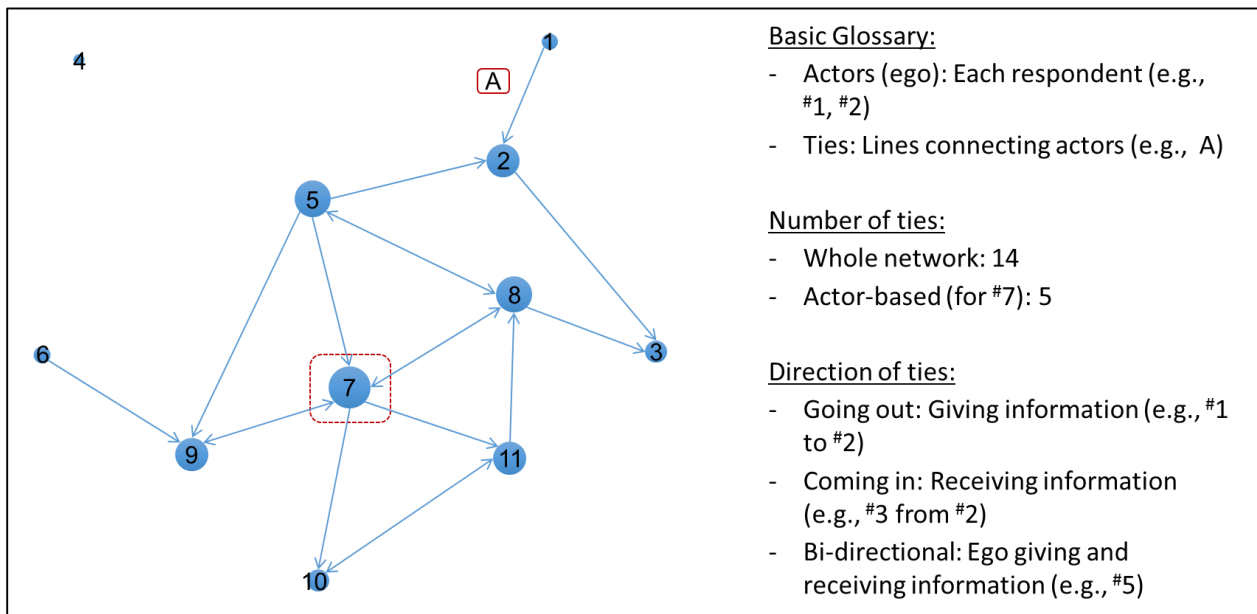 4
1
A
2
5
8
3
6
7
9
11
10
Basic Glossary:
- Actors (ego): Each respondent (e.g.,
#1, #2)
- Ties: Lines connecting actors (e.g., A)
Number of ties:
- Whole network: 14
- Actor-based (for #7): 5
Direction of ties:
- Going out: Giving information (e.g., #1
to #2)
- Coming in: Receiving information
(e.g., #3 from #2)
- Bi-directional: Ego giving and
receiving information (e.g., #5)